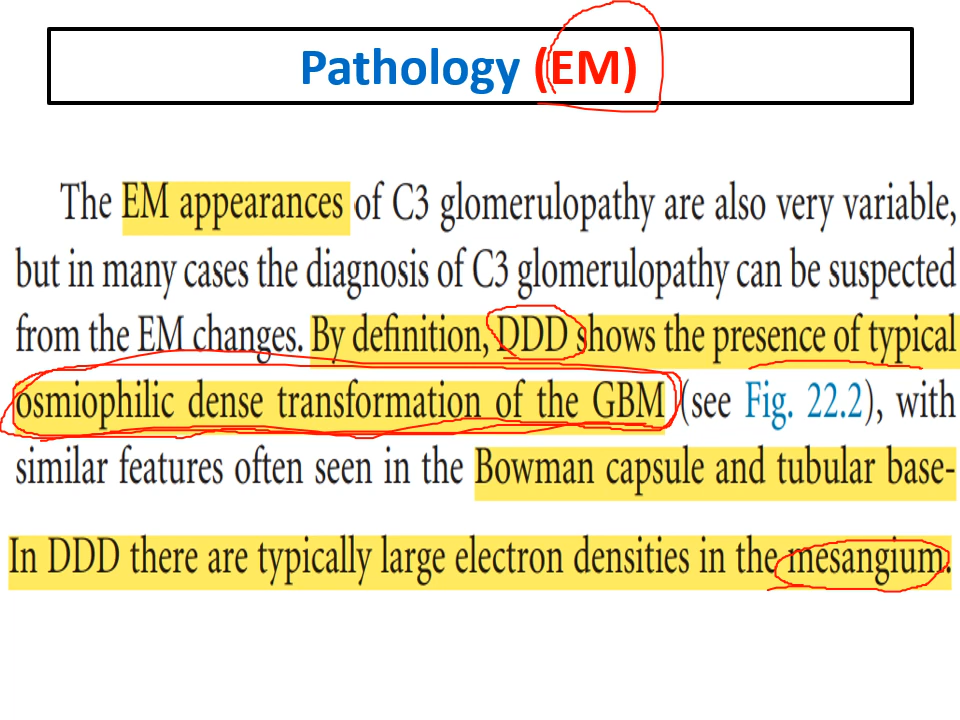 Pathology (EM)
The EM appearances of C3 glomerulopathy are also very variable,
but in many cases the diagnosis of C3 glomerulopathy can be suspected
from the EM changes. By definition, DDD shows the presence of typical
osmiophilic dense transformation of the GBM (see Fig. 22.2), with
similar features often seen in the Bowman capsule and tubular base-
In DDD there are typically large electron densities in the mesangium.